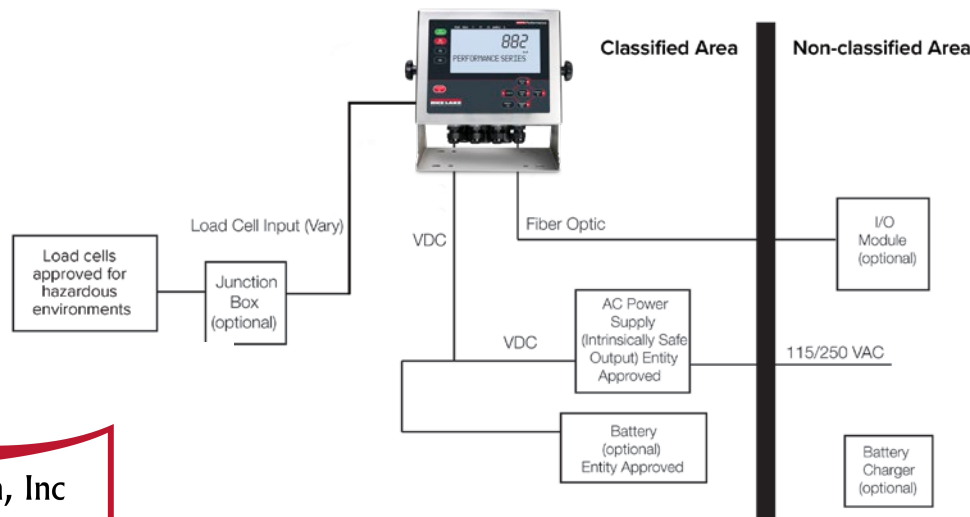 882
PERFORMANCE SERIES
RICE LAKE
Classified Area
Non-classified Area
Load Cell Input (Vary)
VDC
Fiber Optic
I/O
Module
(optional)
Load cells
approved for
hazardous
environments
Junction
Box
(optional)
AC Power
Supply
(Intrinsically Safe
Output) Entity
Approved
VDC
115/250 VAC
Battery
(optional)
Entity Approved
Battery
Charger
(optional)
, Inc